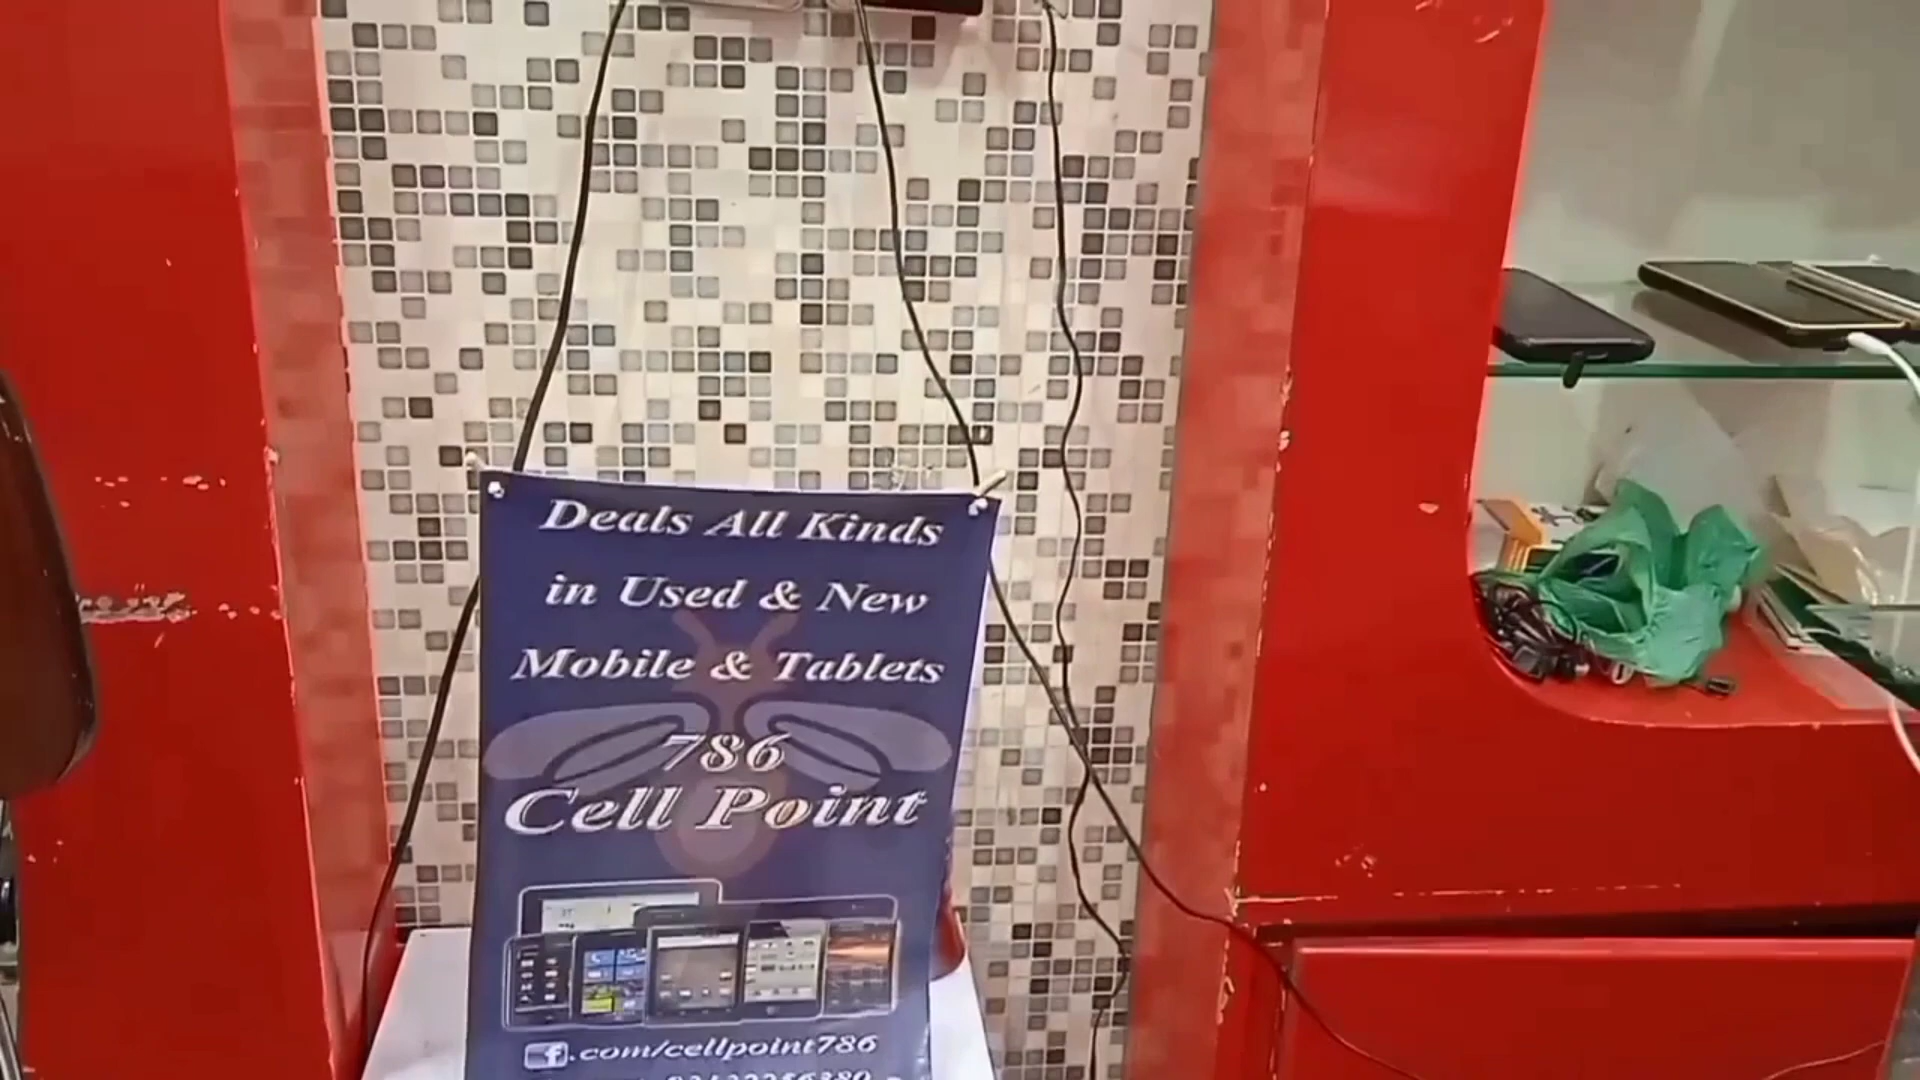 Deals All Kinds
in Used & New
Mobile & Tablets
786
Cell Point
f.com/cellpoint786